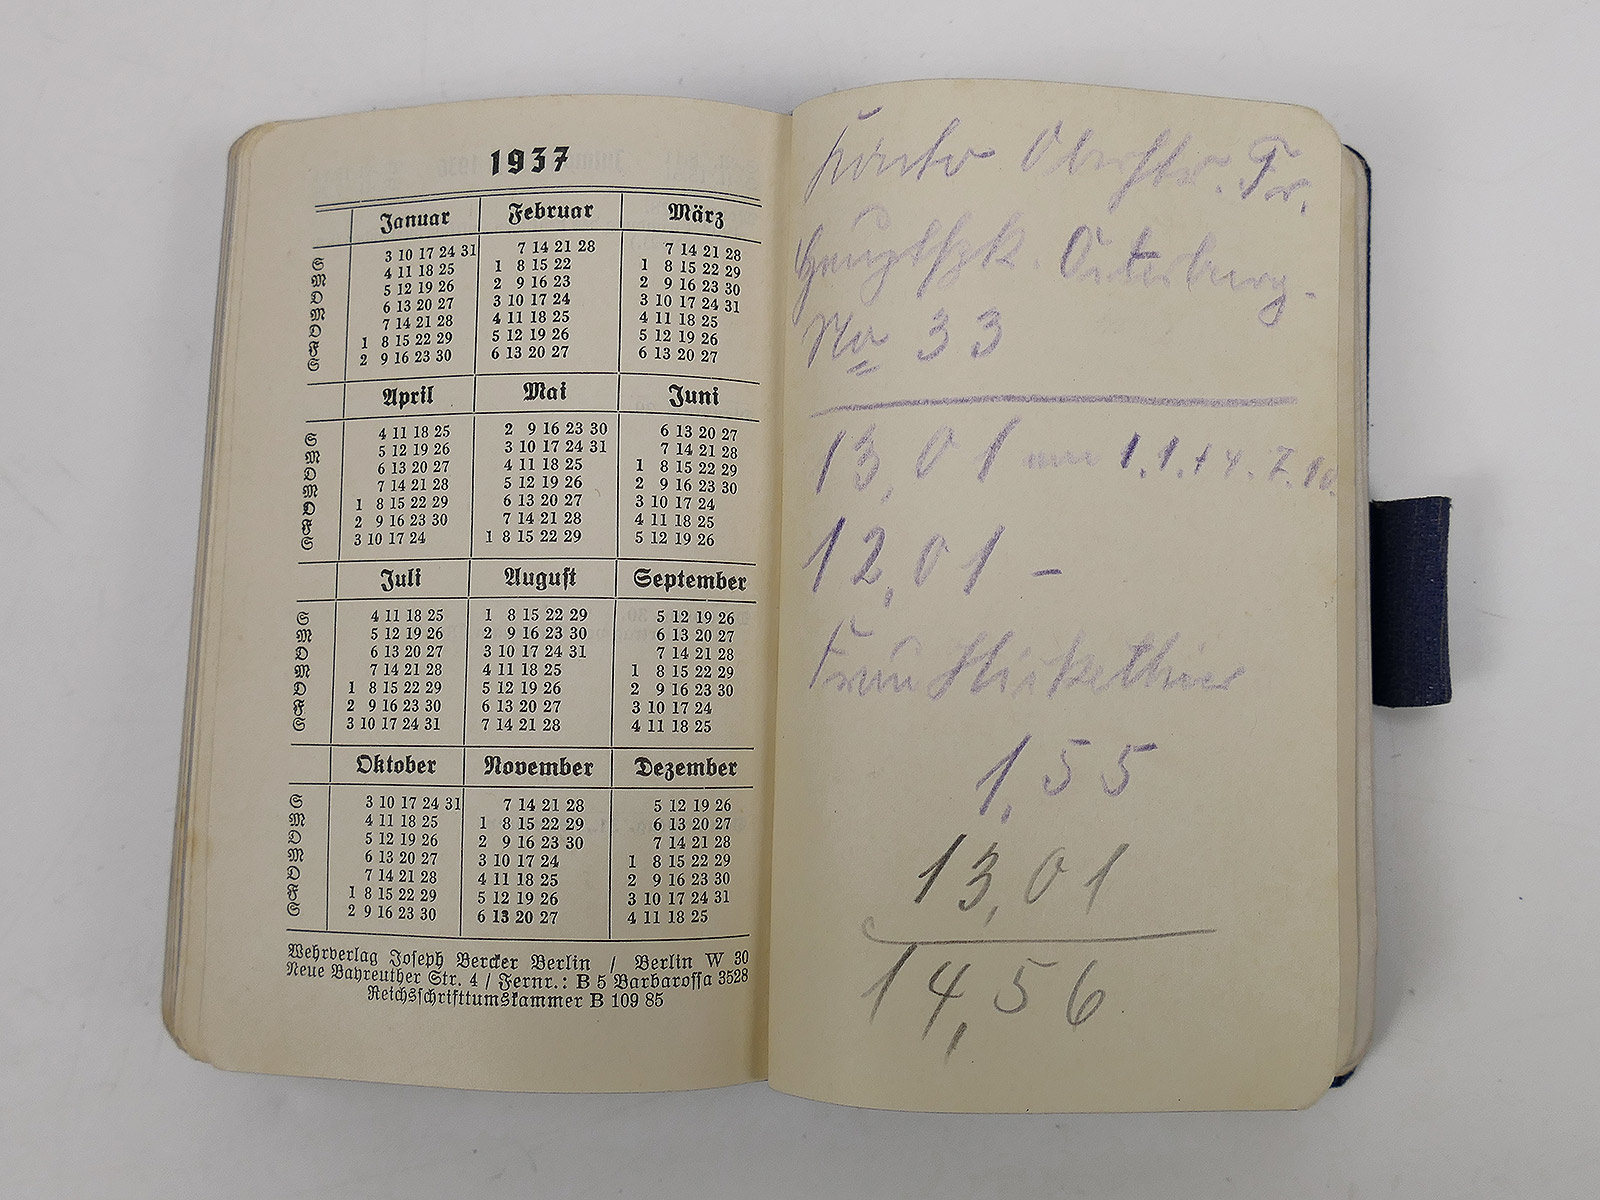 1937
Januar Februar März
S 3 10 17 24 31 7 14 21 28 7 14 21 28
M 4 11 18 25 1 8 15 22 1 8 15 22 29
D 5 12 19 26 2 9 16 23 2 9 16 23 30
M 6 13 20 27 3 10 17 24 3 10 17 24 31
D 7 14 21 28 4 11 18 25 4 11 18 25
F 1 8 15 22 29 5 12 19 26 5 12 19 26
S 2 9 16 23 30 6 13 20 27 6 13 20 27
April Mai Juni
S 4 11 18 25 2 9 16 23 30 6 13 20 27
M 5 12 19 26 3 10 17 24 31 7 14 21 28
D 6 13 20 27 4 11 18 25 1 8 15 22 29
M 7 14 21 28 5 12 19 26 2 9 16 23 30
D 1 8 15 22 29 6 13 20 27 3 10 17 24
F 2 9 16 23 30 7 14 21 28 4 11 18 25
S 3 10 17 24 1 8 15 22 29 5 12 19 26
Juli August September
S 4 11 18 25 1 8 15 22 29 5 12 19 26
M 5 12 19 26 2 9 16 23 30 6 13 20 27
D 6 13 20 27 3 10 17 24 31 7 14 21 28
M 7 14 21 28 4 11 18 25 1 8 15 22 29
D 1 8 15 22 29 5 12 19 26 2 9 16 23 30
F 2 9 16 23 30 6 13 20 27 3 10 17 24
S 3 10 17 24 31 7 14 21 28 4 11 18 25
Oktober November Dezember
S 3 10 17 24 31 7 14 21 28 5 12 19 26
M 4 11 18 25 1 8 15 22 29 6 13 20 27
D 5 12 19 26 2 9 16 23 30 7 14 21 28
M 6 13 20 27 3 10 17 24 1 8 15 22 29
D 7 14 21 28 4 11 18 25 2 9 16 23 30
F 1 8 15 22 29 5 12 19 26 3 10 17 24 31
S 2 9 16 23 30 6 13 20 27 4 11 18 25
Wehrverlag Joseph Bercker Berlin / Berlin W 30
Neue Bayreuther Str. 4 / Fernr.: B 5 Barbarossa 3528
Reichsschrifttumskammer B 109 85
Konto Fr.
Osterburg
No 33
13,01 1.1.14.7.10.
12,01 –
Frau
1,55
13,01
14,56